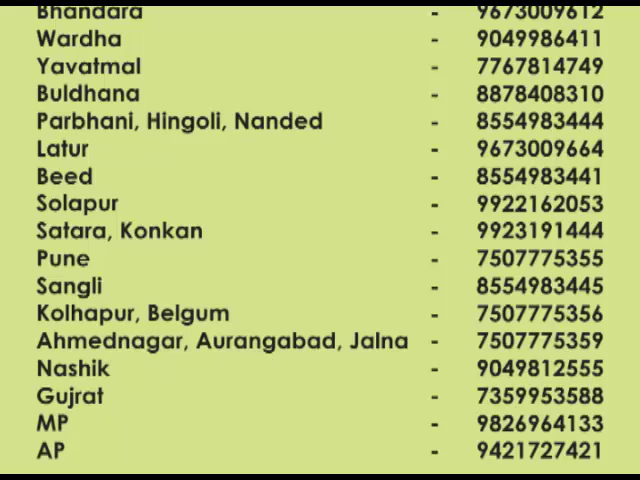 Bhandara - 9673009612
Wardha - 9049986411
Yavatmal - 7767814749
Buldhana - 8878408310
Parbhani, Hingoli, Nanded - 8554983444
Latur - 9673009664
Beed - 8554983441
Solapur - 9922162053
Satara, Konkan - 9923191444
Pune - 7507775355
Sangli - 8554983445
Kolhapur, Belgum - 7507775356
Ahmednagar, Aurangabad, Jalna - 7507775359
Nashik - 9049812555
Gujrat - 7359953588
MP - 9826964133
AP - 9421727421